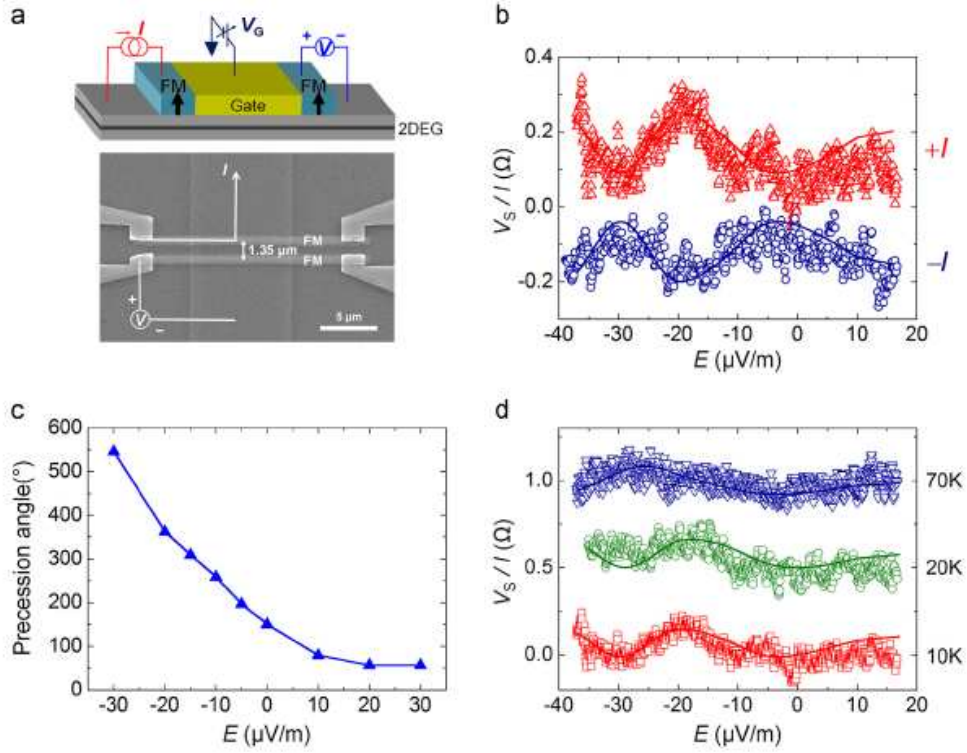 a
I
V_G
+ V −
FM
FM
Gate
2DEG
I
FM
1.35 µm
FM
+
V
−
5 µm
b
0.4
0.2
0.0
-0.2
V_S / I (Ω)
+I
−I
-40 -30 -20 -10 0 10 20
E (µV/m)
c
600
500
400
300
200
100
0
Precession angle(°)
-30 -20 -10 0 10 20 30
E (µV/m)
d
1.0
0.5
0.0
V_S / I (Ω)
70K
20K
10K
-40 -30 -20 -10 0 10 20
E (µV/m)